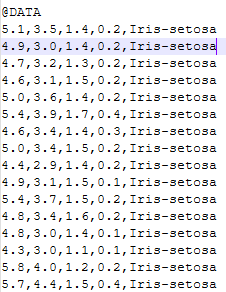 @DATA
5.1,3.5,1.4,0.2,Iris-setosa
4.9,3.0,1.4,0.2,Iris-setosa
4.7,3.2,1.3,0.2,Iris-setosa
4.6,3.1,1.5,0.2,Iris-setosa
5.0,3.6,1.4,0.2,Iris-setosa
5.4,3.9,1.7,0.4,Iris-setosa
4.6,3.4,1.4,0.3,Iris-setosa
5.0,3.4,1.5,0.2,Iris-setosa
4.4,2.9,1.4,0.2,Iris-setosa
4.9,3.1,1.5,0.1,Iris-setosa
5.4,3.7,1.5,0.2,Iris-setosa
4.8,3.4,1.6,0.2,Iris-setosa
4.8,3.0,1.4,0.1,Iris-setosa
4.3,3.0,1.1,0.1,Iris-setosa
5.8,4.0,1.2,0.2,Iris-setosa
5.7,4.4,1.5,0.4,Iris-setosa